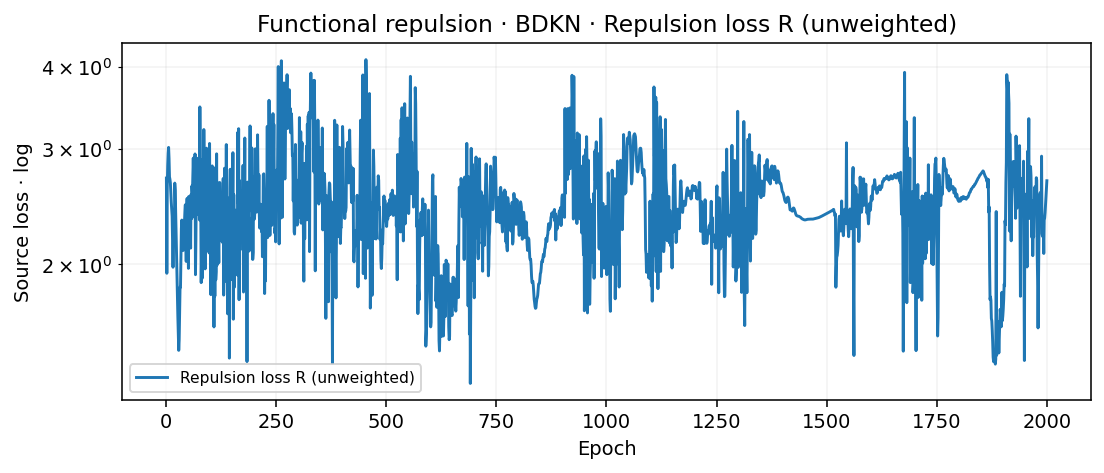 Functional repulsion · BDKN · Repulsion loss R (unweighted)
Source loss · log
4 × 10⁰
3 × 10⁰
2 × 10⁰
Repulsion loss R (unweighted)
0 250 500 750 1000 1250 1500 1750 2000
Epoch